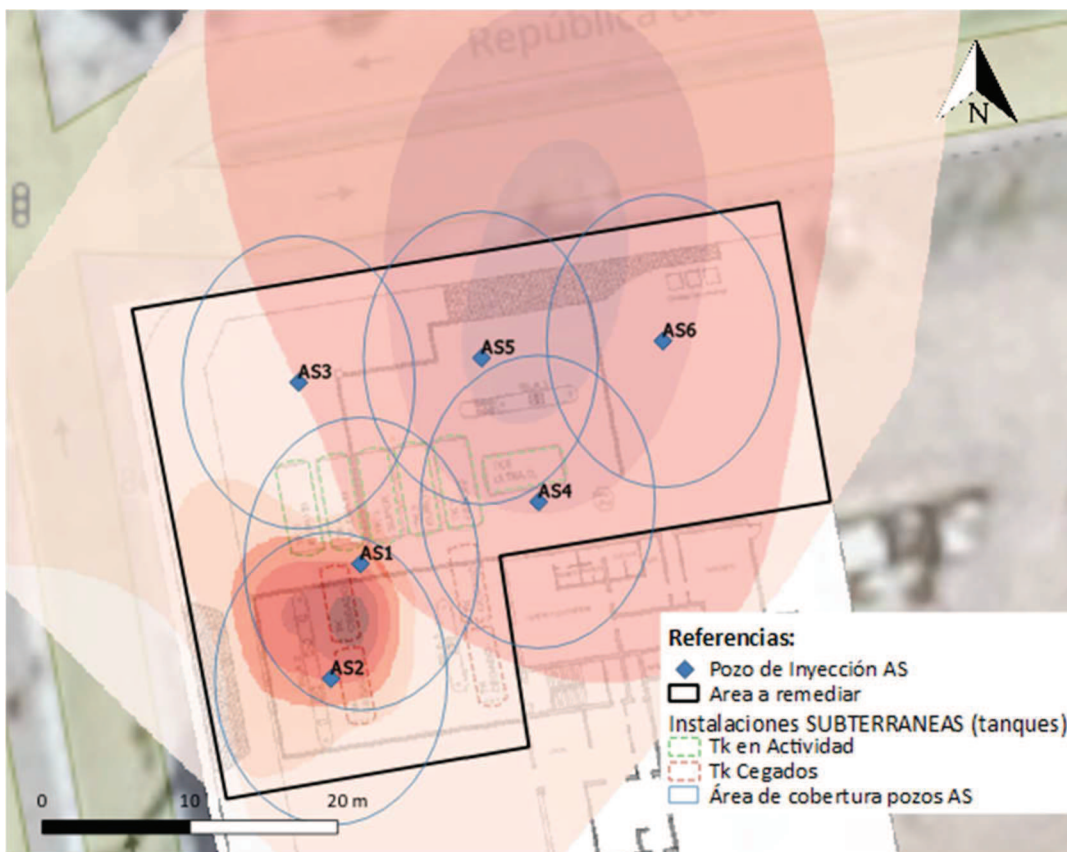 República de
N
AS3
AS5
AS6
AS4
AS1
AS2
0 10 20 m
Referencias:
Pozo de Inyección AS
Area a remediar
Instalaciones SUBTERRANEAS (tanques)
Tk en Actividad
Tk Cegados
Área de cobertura pozos AS